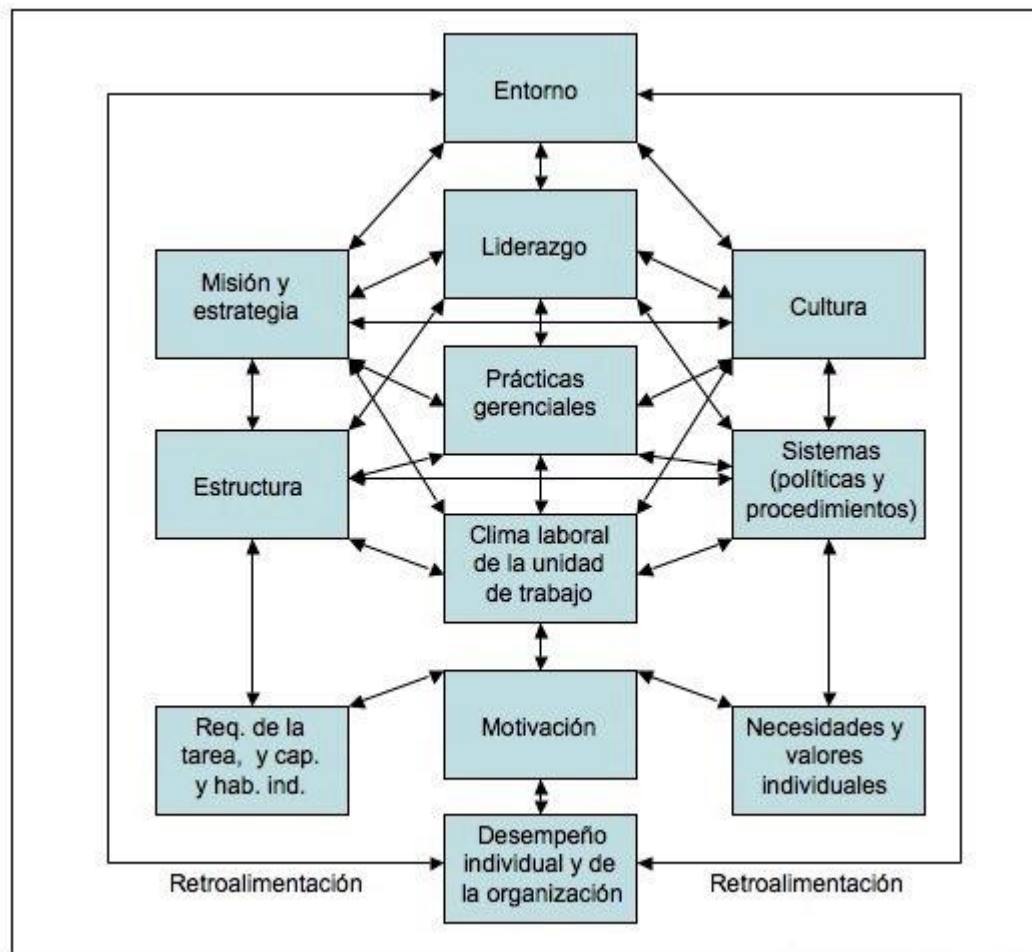 Entorno
Liderazgo
Misión y
estrategia
Cultura
Prácticas
gerenciales
Estructura
Sistemas
(políticas y
procedimientos)
Clima laboral
de la unidad
de trabajo
Req. de la
tarea, y cap.
y hab. ind.
Motivación
Necesidades y
valores
individuales
Desempeño
individual y de
la organización
Retroalimentación
Retroalimentación